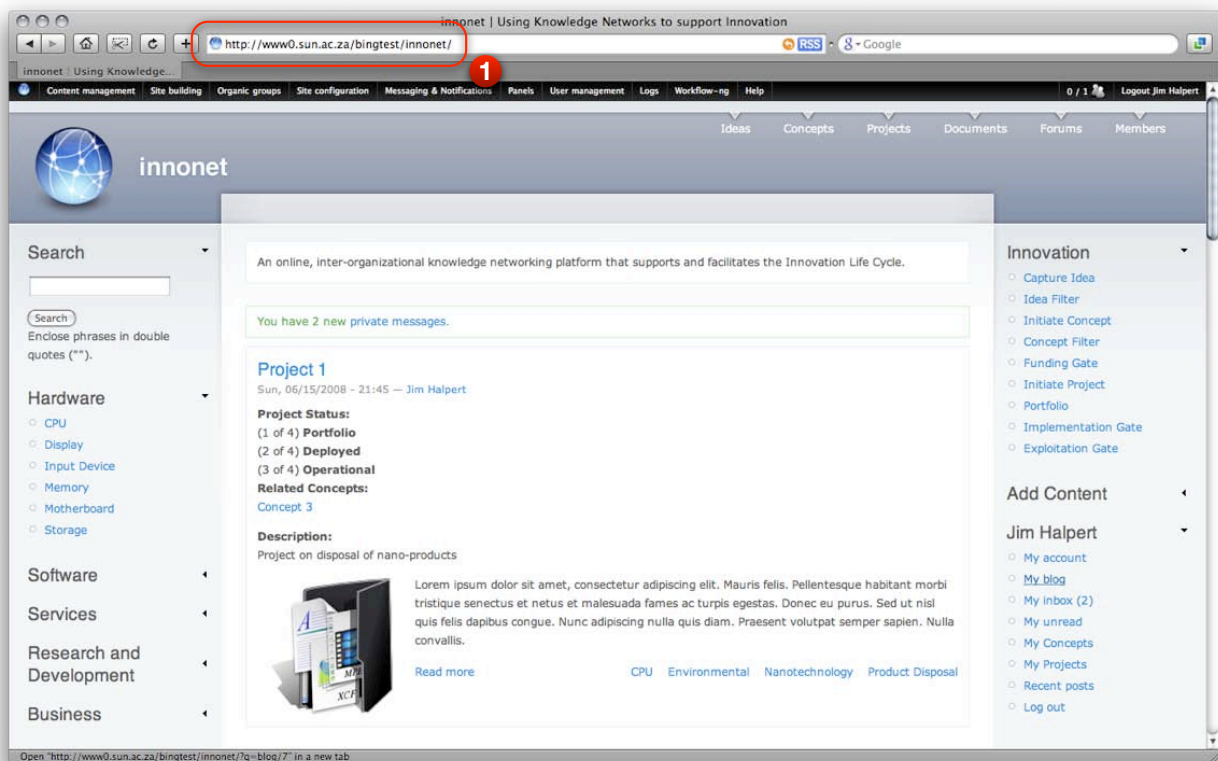 innonet | Using Knowledge Networks to support Innovation
http://www0.sun.ac.za/bingtest/innonet/
RSS
Google
innonet | Using Knowledge...
1
Content management Site building Organic groups Site configuration Messaging & Notifications Panels User management Logs Workflow-ng Help 0 / 1 Logout Jim Halpert
Ideas Concepts Projects Documents Forums Members
innonet
Search
Search
Enclose phrases in double
quotes ("").
Hardware
CPU
Display
Input Device
Memory
Motherboard
Storage
Software
Services
Research and
Development
Business
An online, inter-organizational knowledge networking platform that supports and facilitates the Innovation Life Cycle.
You have 2 new private messages.
Project 1
Sun, 06/15/2008 - 21:45 — Jim Halpert
Project Status:
(1 of 4) Portfolio
(2 of 4) Deployed
(3 of 4) Operational
Related Concepts:
Concept 3
Description:
Project on disposal of nano-products
Lorem ipsum dolor sit amet, consectetur adipiscing elit. Mauris felis. Pellentesque habitant morbi
tristique senectus et netus et malesuada fames ac turpis egestas. Donec eu purus. Sed ut nisl
quis felis dapibus congue. Nunc adipiscing nulla quis diam. Praesent volutpat semper sapien. Nulla
convallis.
Read more CPU Environmental Nanotechnology Product Disposal
Innovation
Capture Idea
Idea Filter
Initiate Concept
Concept Filter
Funding Gate
Initiate Project
Portfolio
Implementation Gate
Exploitation Gate
Add Content
Jim Halpert
My account
My blog
My inbox (2)
My unread
My Concepts
My Projects
Recent posts
Log out
Open "http://www0.sun.ac.za/bingtest/innonet/?q=blog/7" in a new tab